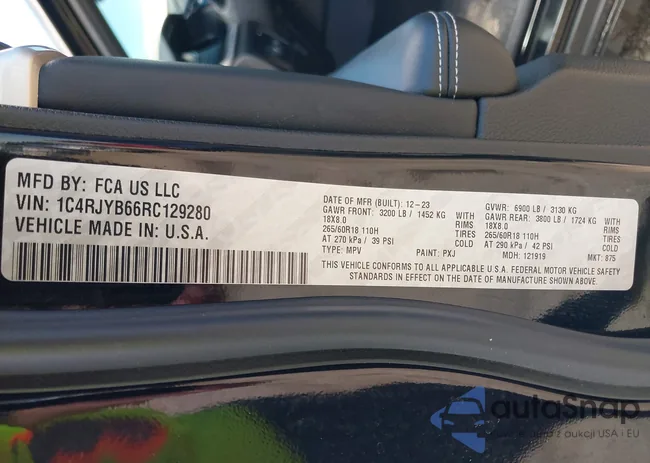 MFD BY: FCA US LLC
VIN: 1C4RJYB66RC129280
VEHICLE MADE IN: U.S.A.
DATE OF MFR (BUILT): 12-23
GVWR: 6900 LB / 3130 KG
GAWR FRONT: 3200 LB / 1452 KG WITH
GAWR REAR: 3800 LB / 1724 KG WITH
18X8.0 RIMS
18X8.0 RIMS
265/60R18 110H TIRES
265/60R18 110H TIRES
AT 270 kPa / 39 PSI COLD
AT 290 kPa / 42 PSI COLD
TYPE: MPV PAINT: PXJ MDH: 121919 MKT: 875
THIS VEHICLE CONFORMS TO ALL APPLICABLE U.S.A. FEDERAL MOTOR VEHICLE SAFETY
STANDARDS IN EFFECT ON THE DATE OF MANUFACTURE SHOWN ABOVE.
autoSnap
z aukcji USA i EU